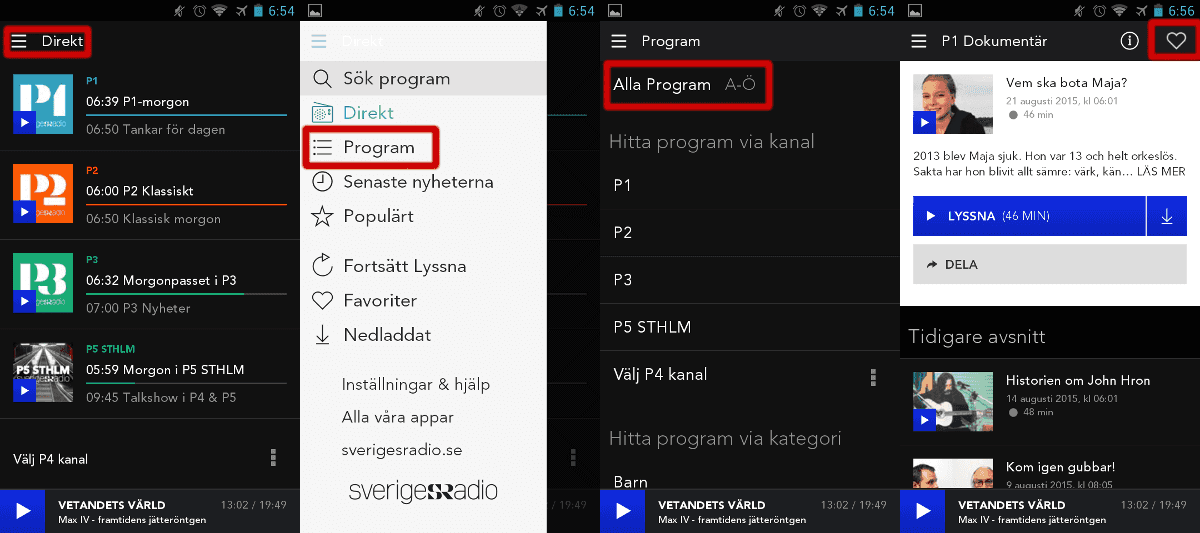 6:54
Direkt
P1
06:39 P1-morgon
06:50 Tankar för dagen
P2
06:00 P2 Klassiskt
06:50 Klassisk morgon
P3
06:32 Morgonpasset i P3
07:00 P3 Nyheter
P5 STHLM
05:59 Morgon i P5 STHLM
09:45 Talkshow i P4 & P5
Välj P4 kanal
VETANDETS VÄRLD
13:02 / 19:49
Max IV - framtidens jätteröntgen
6:54
Direkt
Sök program
Direkt
Program
Senaste nyheterna
Populärt
Fortsätt Lyssna
Favoriter
Nedladdat
Inställningar & hjälp
Alla våra appar
sverigesradio.se
sverigesSRadio
6:54
Program
Alla Program A-Ö
Hitta program via kanal
P1
P2
P3
P5 STHLM
Välj P4 kanal
Hitta program via kategori
Barn
VETANDETS VÄRLD
13:02 / 19:49
Max IV - framtidens jätteröntgen
6:56
P1 Dokumentär
Vem ska bota Maja?
21 augusti 2015, kl 06:01
46 min
2013 blev Maja sjuk. Hon var 13 och helt orkeslös.
Sakta har hon blivit allt sämre: värk, kän... LÄS MER
LYSSNA (46 MIN)
DELA
Tidigare avsnitt
Historien om John Hron
14 augusti 2015, kl 06:01
48 min
Kom igen gubbar!
9 augusti 2015, kl 08:05
VETANDETS VÄRLD
13:02 / 19:49
Max IV - framtidens jätteröntgen